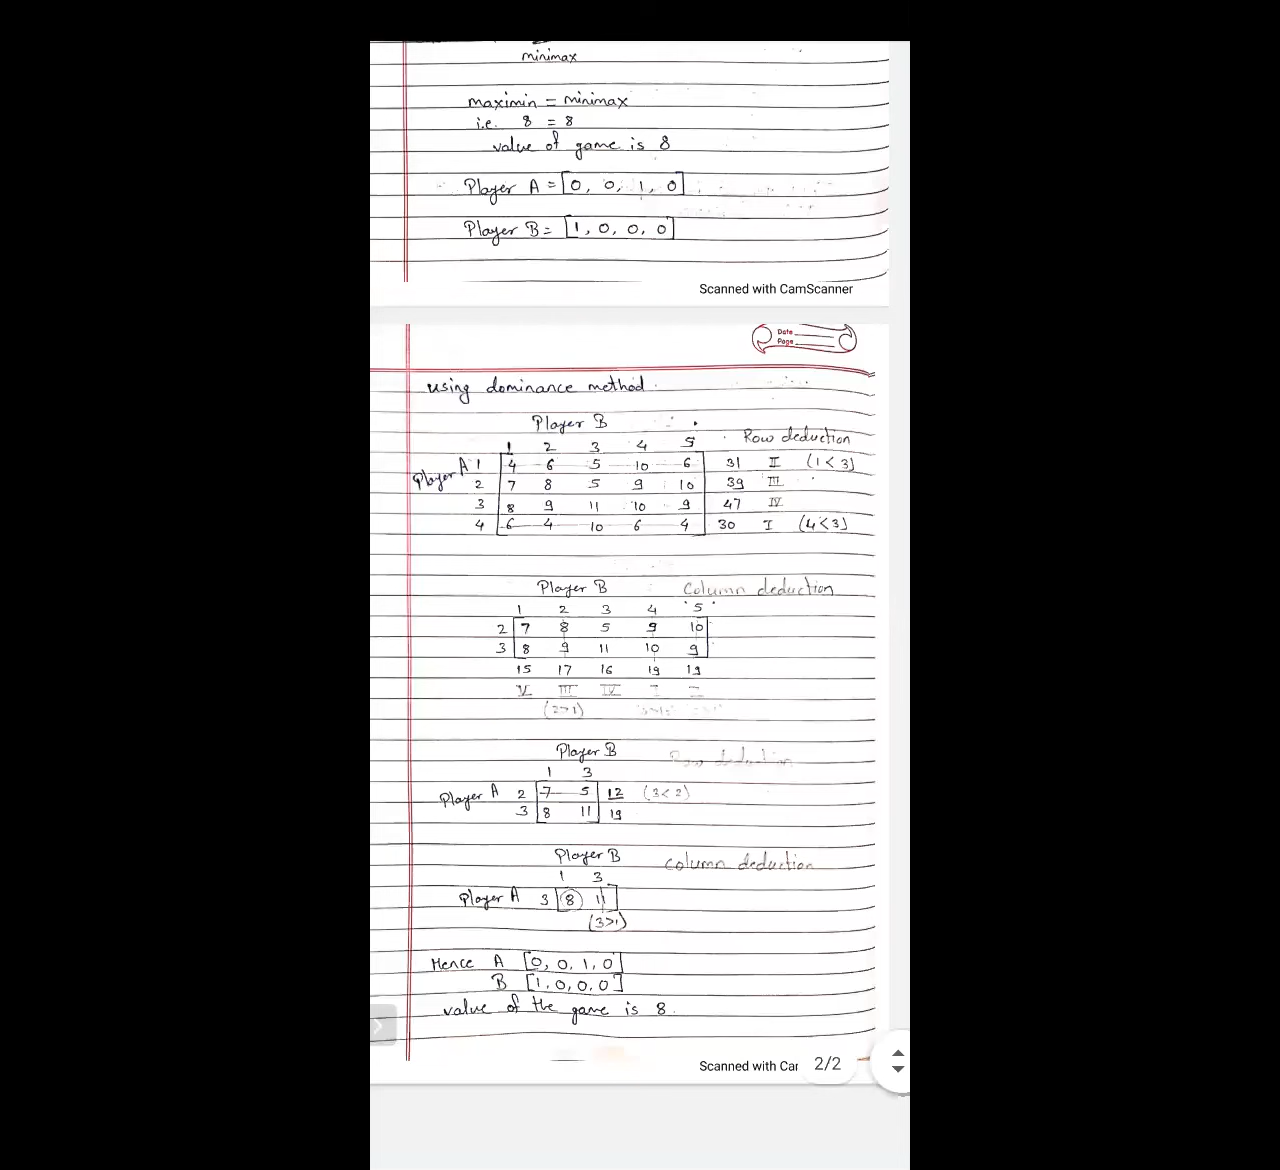 minimax
maximin = minimax
i.e. 8 = 8
value of game is 8
Player A = [0, 0, 1, 0]
Player B = [1, 0, 0, 0]
Scanned with CamScanner
Date
Page
using dominance method.
Player B
1 2 3 4 5 Row deduction
Player A 1 4 6 5 10 6 31 II (1<3)
2 7 8 5 9 10 39 III
3 8 9 11 10 9 47 IV
4 6 4 10 6 4 30 I (4<3)
Player B Column deduction
1 2 3 4 5
2 7 8 5 9 10
3 8 9 11 10 9
15 17 16 19 19
V III IV I I
(2>1)
Player B Row deduction
1 3
Player A 2 7 5 12 (3<2)
3 8 11 19
Player B column deduction
1 3
Player A 3 8 11
(3>1)
Hence A [0, 0, 1, 0]
B [1, 0, 0, 0]
value of the game is 8.
Scanned with Car 2/2